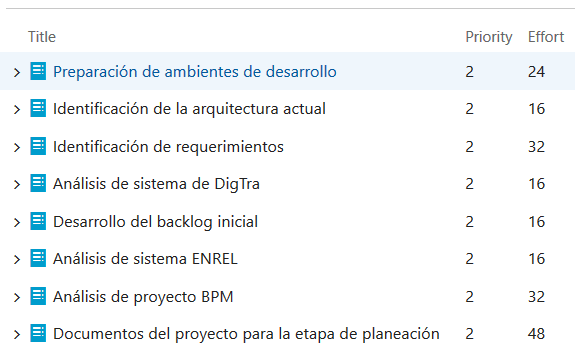 Title Priority Effort
Preparación de ambientes de desarrollo 2 24
Identificación de la arquitectura actual 2 16
Identificación de requerimientos 2 32
Análisis de sistema de DigTra 2 16
Desarrollo del backlog inicial 2 16
Análisis de sistema ENREL 2 16
Análisis de proyecto BPM 2 32
Documentos del proyecto para la etapa de planeación 2 48